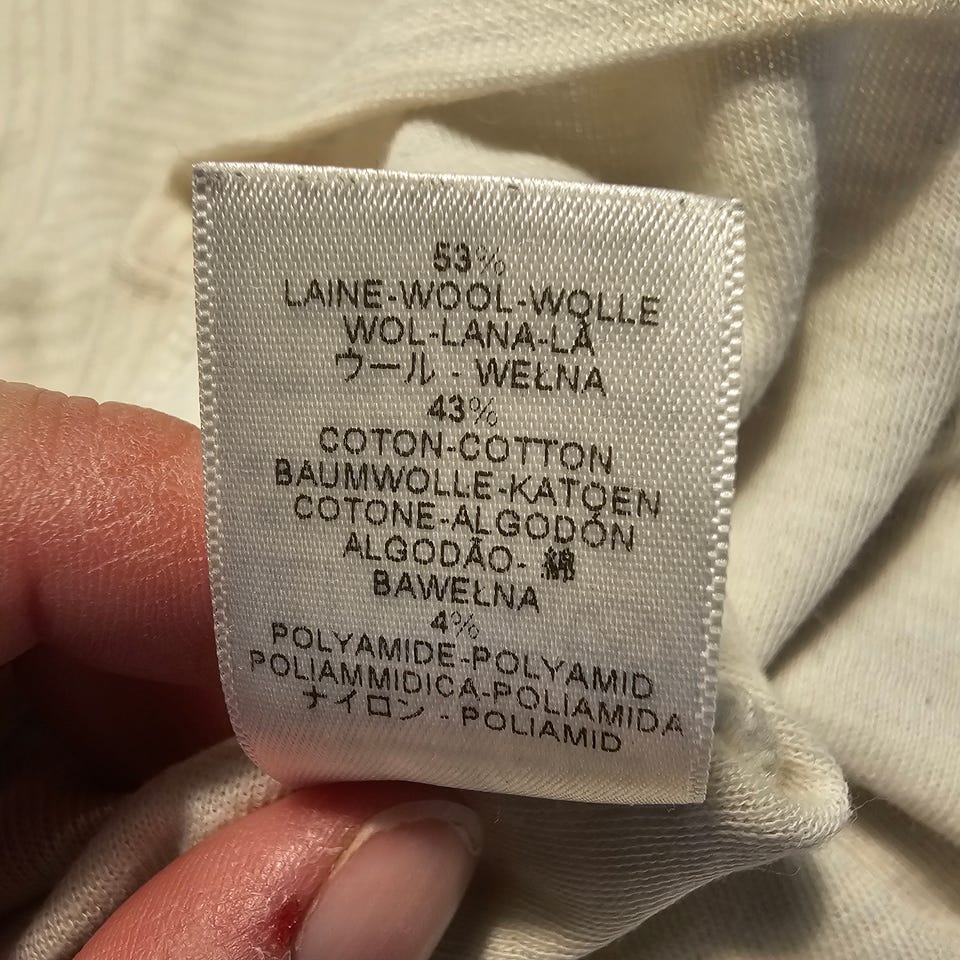 53%
LAINE-WOOL-WOLLE
WOL-LANA-LÃ
ウール - WEŁNA
43%
COTON-COTTON
BAUMWOLLE-KATOEN
COTONE-ALGODÓN
ALGODÃO- 綿
BAWEŁNA
4%
POLYAMIDE-POLYAMID
POLIAMMIDICA-POLIAMIDA
ナイロン - POLIAMID